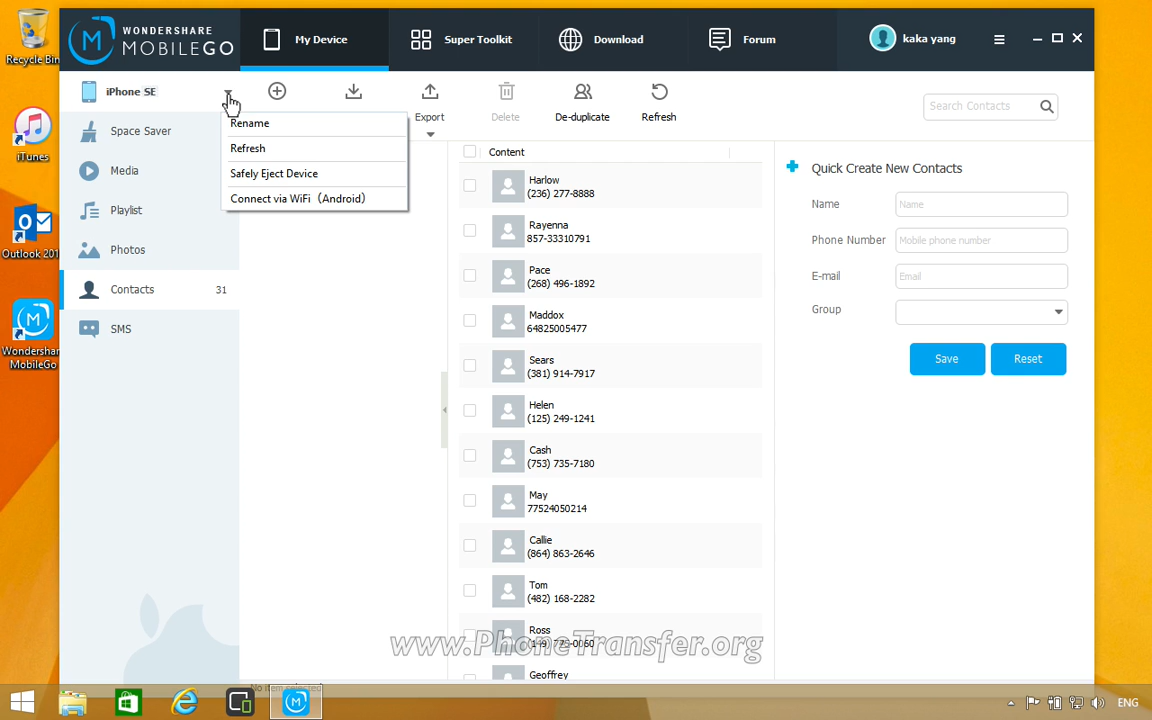 Recycle Bin
iTunes
Outlook 201
Wondershare
MobileGo
WONDERSHARE
MOBILEGO
My Device
Super Toolkit
Download
Forum
kaka yang
iPhone SE
Export
Delete
De-duplicate
Refresh
Search Contacts
Rename
Refresh
Safely Eject Device
Connect via WiFi（Android）
Space Saver
Media
Playlist
Photos
Contacts 31
SMS
Content
Harlow
(236) 277-8888
Rayenna
857-33310791
Pace
(268) 496-1892
Maddox
64825005477
Sears
(381) 914-7917
Helen
(125) 249-1241
Cash
(753) 735-7180
May
77524050214
Callie
(864) 863-2646
Tom
(482) 168-2282
Ross
Geoffrey
Quick Create New Contacts
Name Name
Phone Number Mobile phone number
E-mail Email
Group
Save Reset
www.PhoneTransfer.org
No item selected
ENG